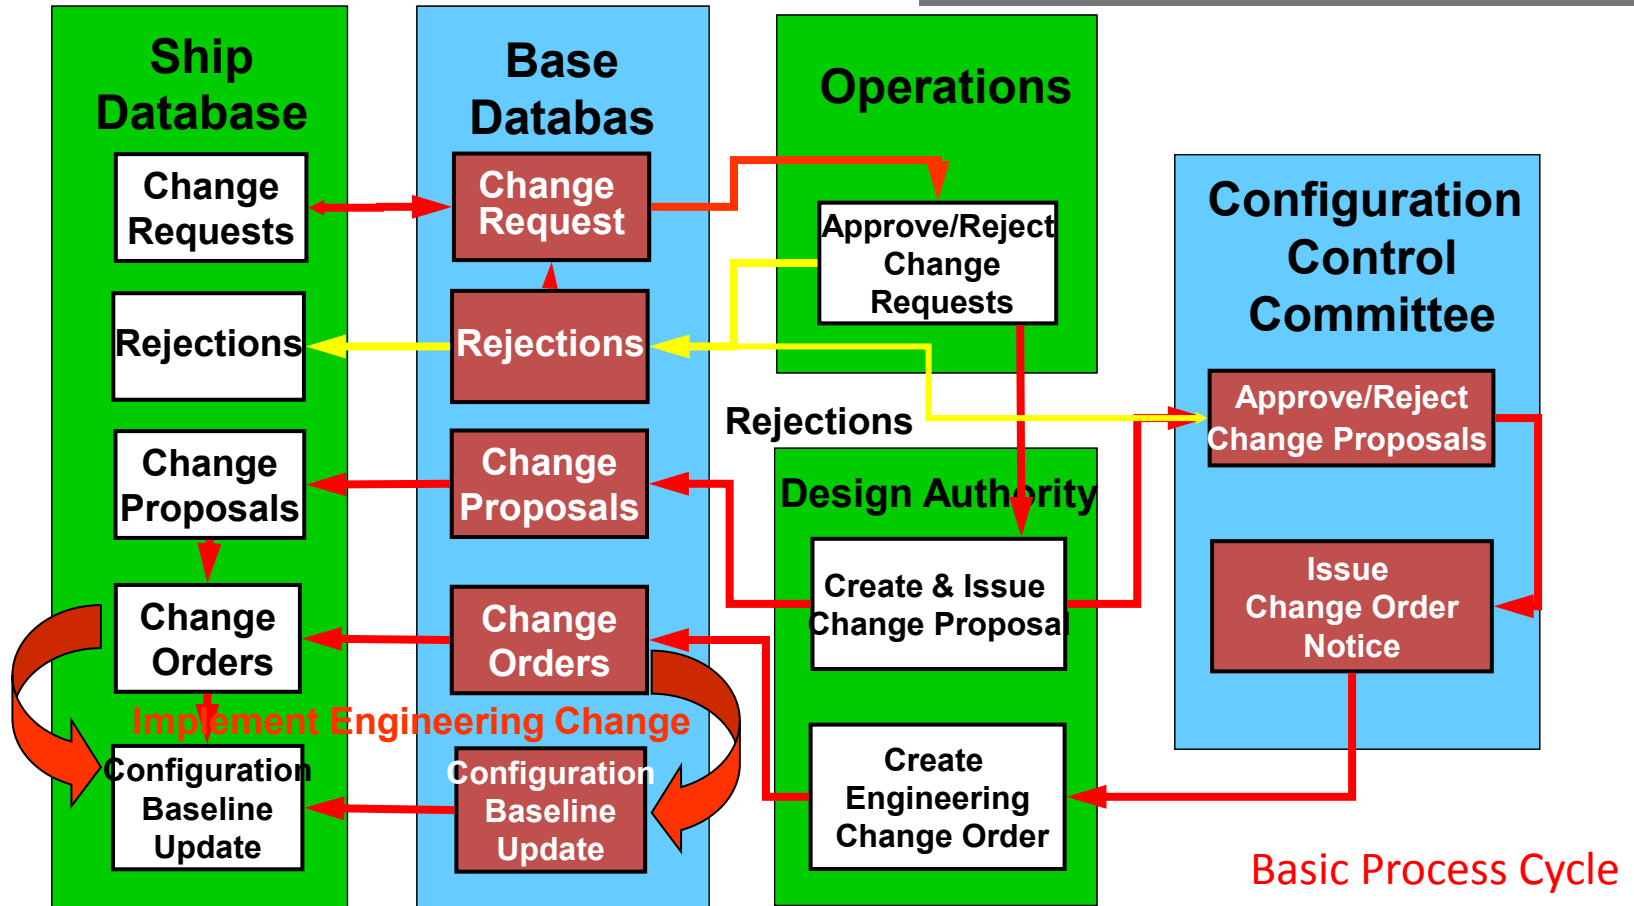 Ship
Database
Change
Requests
Rejections
Change
Proposals
Change
Orders
Configuration
Baseline
Update
Base
Databas
Change
Request
Rejections
Change
Proposals
Change
Orders
Implement Engineering Change
Configuration
Baseline
Update
Operations
Approve/Reject
Change
Requests
Rejections
Design Authority
Create & Issue
Change Proposal
Create
Engineering
Change Order
Configuration
Control
Committee
Approve/Reject
Change Proposals
Issue
Change Order
Notice
Basic Process Cycle